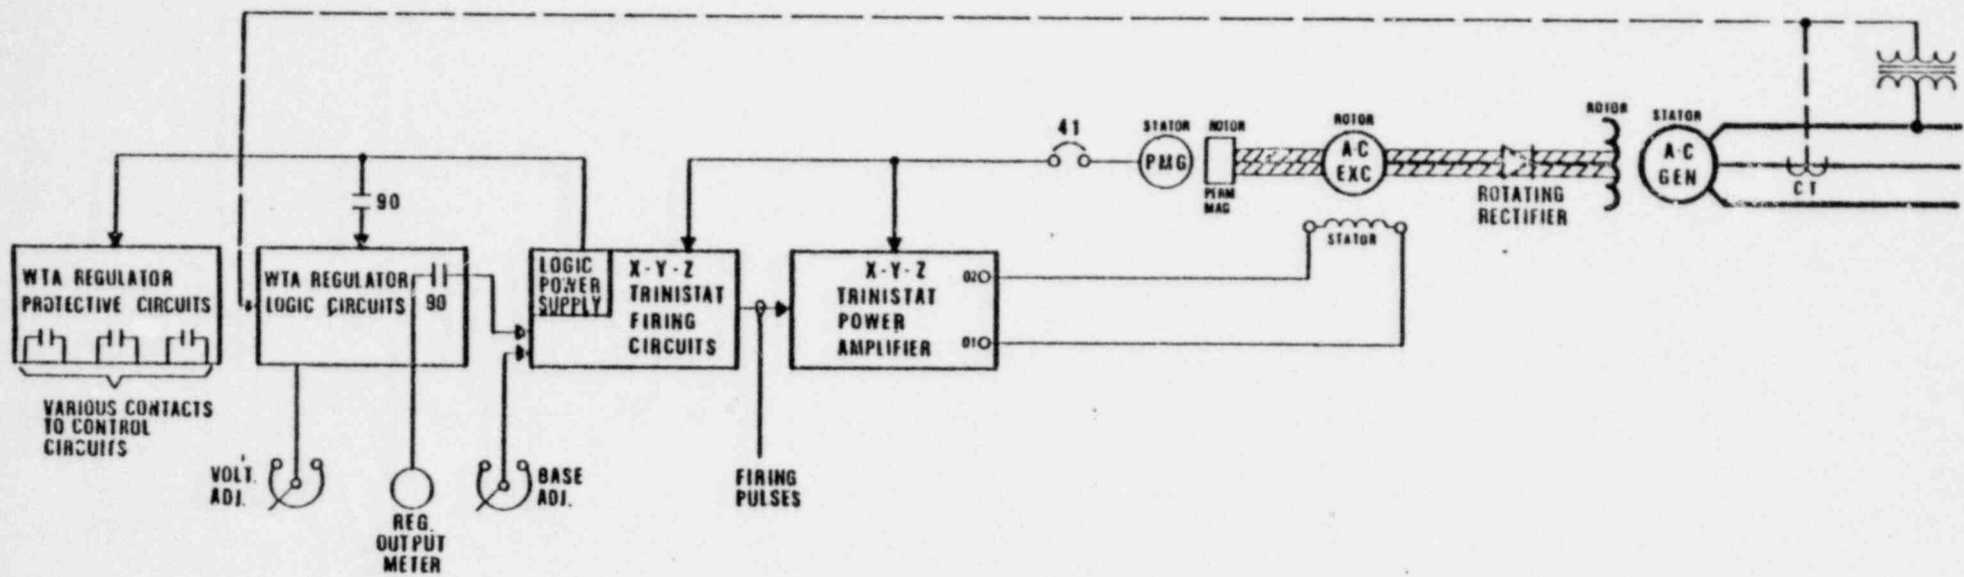 ROTOR
STATOR
A-C
GEN
CT
41
STATOR
PMG
ROTOR
PERM
MAG
ROTOR
A-C
EXC
ROTATING
RECTIFIER
STATOR
90
WTA REGULATOR
PROTECTIVE CIRCUITS
VARIOUS CONTACTS
TO CONTROL
CIRCUITS
WTA REGULATOR
LOGIC CIRCUITS
90
VOLT.
ADJ.
REG.
OUTPUT
METER
BASE
ADJ.
LOGIC
POWER
SUPPLY
X-Y-Z
TRINISTAT
FIRING
CIRCUITS
FIRING
PULSES
X-Y-Z
TRINISTAT
POWER
AMPLIFIER
02
01